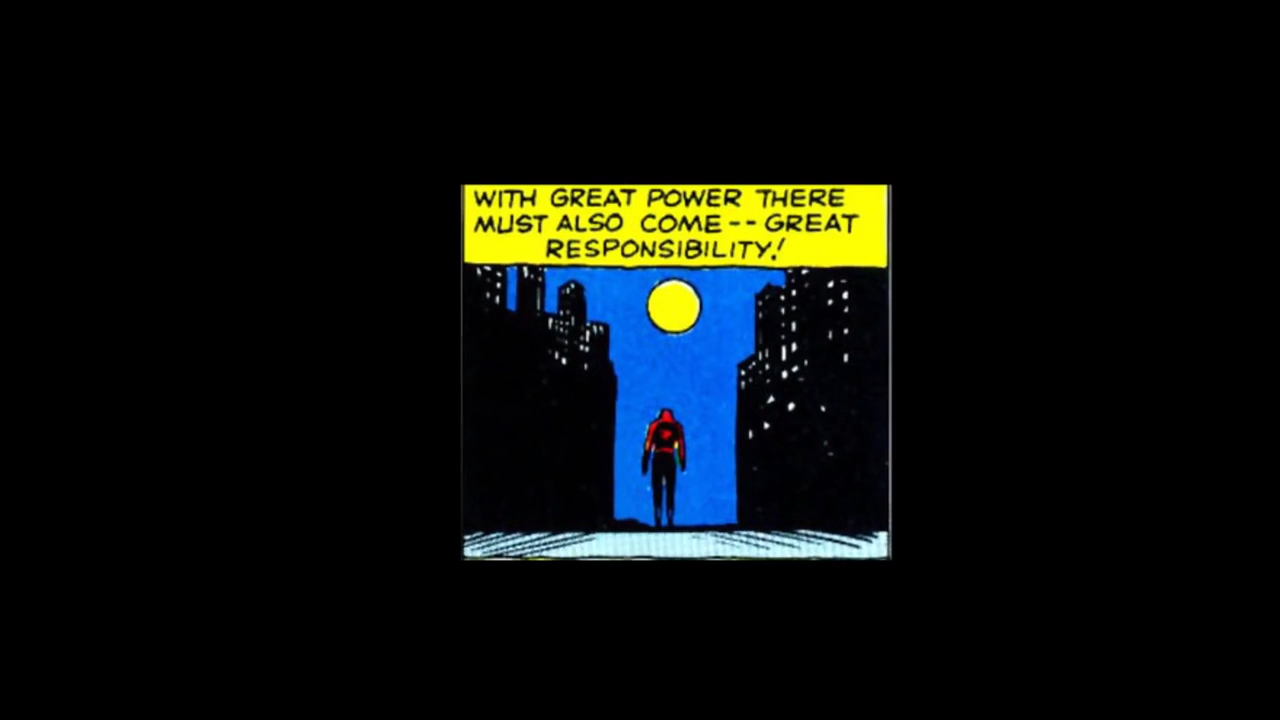 WITH GREAT POWER THERE
MUST ALSO COME--GREAT
RESPONSIBILITY!